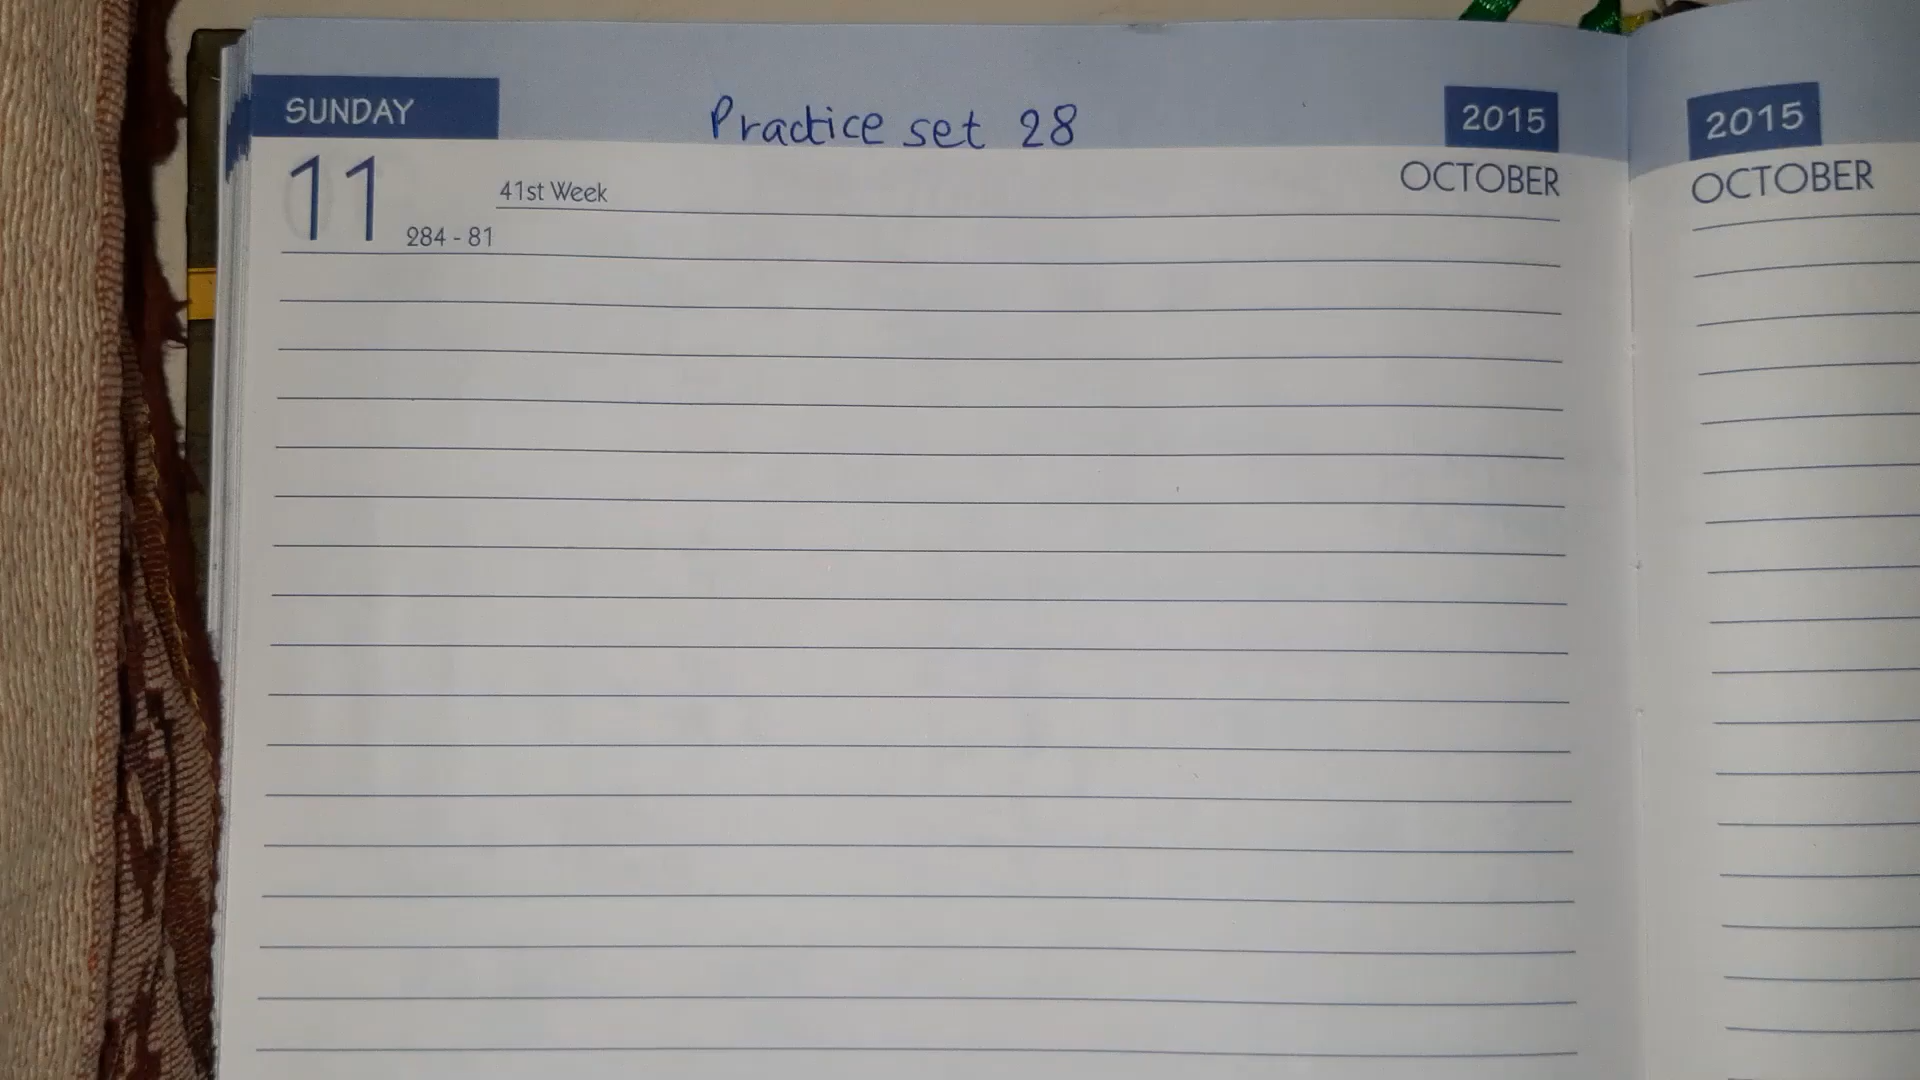 SUNDAY
Practice set 28
2015
11
284 - 81
41st Week
OCTOBER
2015
OCTOBER